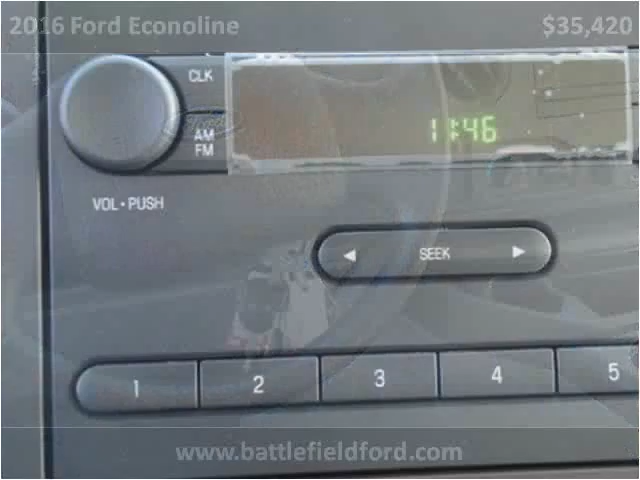 2016 Ford Econoline
$35,420
CLK
11:46
AM
FM
VOL • PUSH
◄ SEEK ►
1 2 3 4 5
www.battlefieldford.com